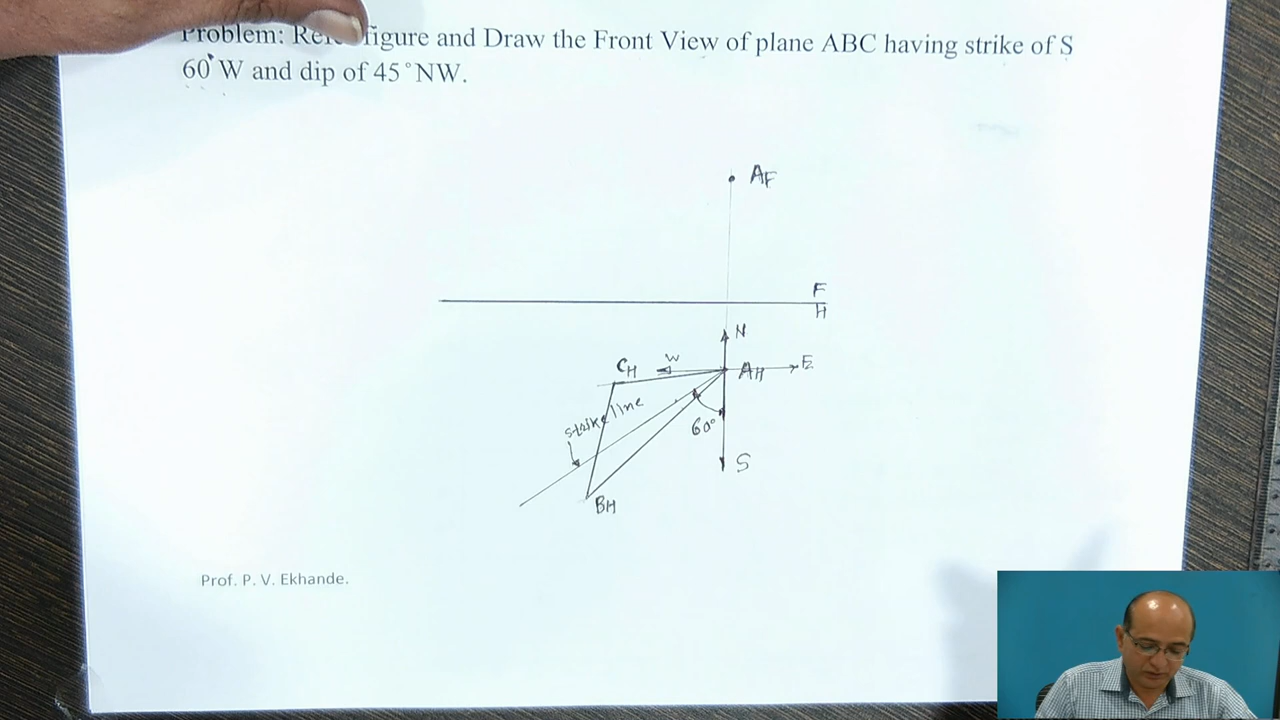 Problem: figure and Draw the Front View of plane ABC having strike of S
60°W and dip of 45°NW.
AF
F
H
N
W
E
CH
AH
strike line
60°
S
BH
Prof. P. V. Ekhande.